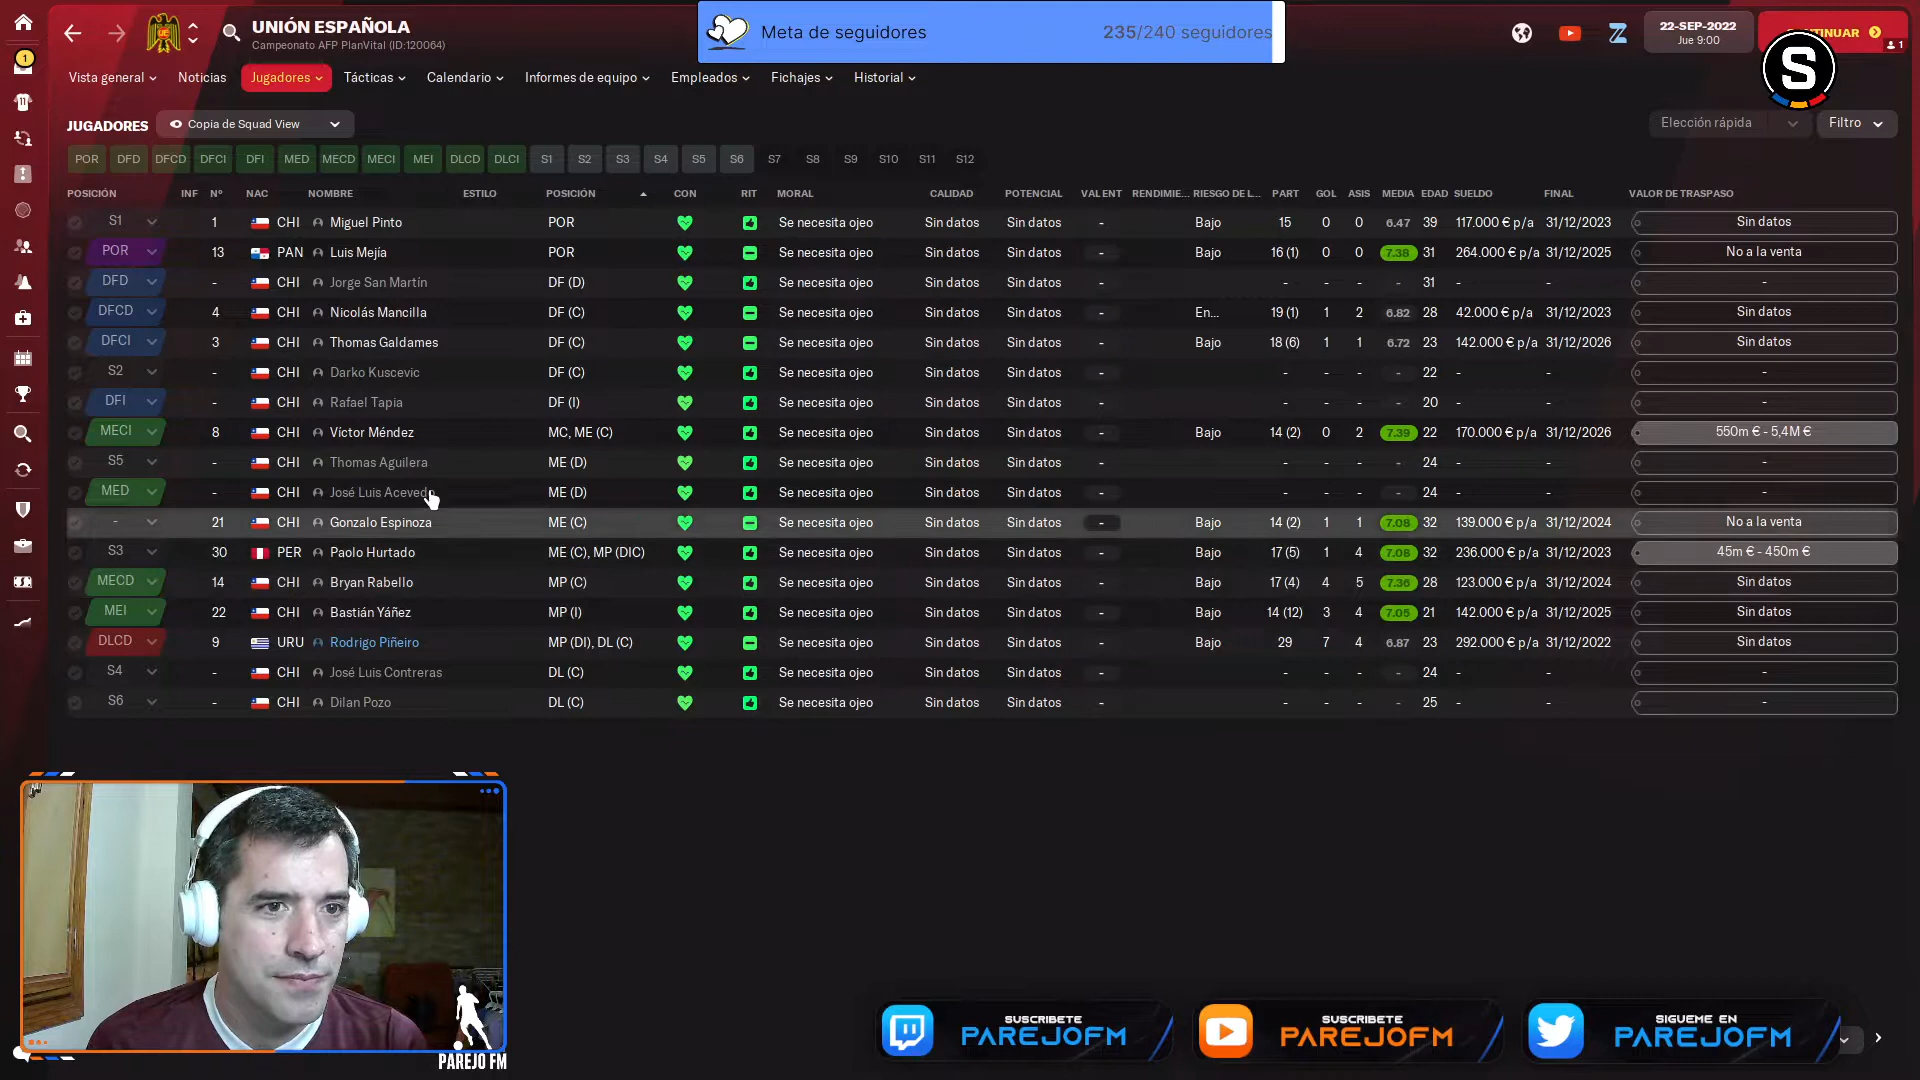 UNIÓN ESPAÑOLA
Campeonato AFP PlanVital (ID:120064)
Meta de seguidores 235/240 seguidores
22-SEP-2022
Jue 9:00
1
1
S
Vista general Noticias Jugadores Tácticas Calendario Informes de equipo Empleados Fichajes Historial
JUGADORES Copia de Squad View Elección rápida Filtro
POR DFD DFCD DFCI DFI MED MECD MECI MEI DLCD DLCI S1 S2 S3 S4 S5 S6 S7 S8 S9 S10 S11 S12
POSICIÓN INF Nº NAC NOMBRE ESTILO POSICIÓN CON RIT MORAL CALIDAD POTENCIAL VAL ENT RENDIMIE... RIESGO DE L... PART GOL ASIS MEDIA EDAD SUELDO FINAL VALOR DE TRASPASO
S1 1 CHI Miguel Pinto POR Se necesita ojeo Sin datos Sin datos - Bajo 15 0 0 6.47 39 117.000 € p/a 31/12/2023 Sin datos
POR 13 PAN Luis Mejía POR Se necesita ojeo Sin datos Sin datos - Bajo 16 (1) 0 0 7.38 31 264.000 € p/a 31/12/2025 No a la venta
DFD - CHI Jorge San Martín DF (D) Se necesita ojeo Sin datos Sin datos - - - - - 31 - - -
DFCD 4 CHI Nicolás Mancilla DF (C) Se necesita ojeo Sin datos Sin datos - En... 19 (1) 1 2 6.82 28 42.000 € p/a 31/12/2023 Sin datos
DFCI 3 CHI Thomas Galdames DF (C) Se necesita ojeo Sin datos Sin datos - Bajo 18 (6) 1 1 6.72 23 142.000 € p/a 31/12/2026 Sin datos
S2 - CHI Darko Kuscevic DF (C) Se necesita ojeo Sin datos Sin datos - - - - - 22 - - -
DFI - CHI Rafael Tapia DF (I) Se necesita ojeo Sin datos Sin datos - - - - - 20 - - -
MECI 8 CHI Víctor Méndez MC, ME (C) Se necesita ojeo Sin datos Sin datos - Bajo 14 (2) 0 2 7.39 22 170.000 € p/a 31/12/2026 550m € - 5,4M €
S5 - CHI Thomas Aguilera ME (D) Se necesita ojeo Sin datos Sin datos - - - - - 24 - - -
MED - CHI José Luis Acevedo ME (D) Se necesita ojeo Sin datos Sin datos - - - - - 24 - - -
- 21 CHI Gonzalo Espinoza ME (C) Se necesita ojeo Sin datos Sin datos - Bajo 14 (2) 1 1 7.08 32 139.000 € p/a 31/12/2024 No a la venta
S3 30 PER Paolo Hurtado ME (C), MP (DIC) Se necesita ojeo Sin datos Sin datos - Bajo 17 (5) 1 4 7.08 32 236.000 € p/a 31/12/2023 45m € - 450m €
MECD 14 CHI Bryan Rabello MP (C) Se necesita ojeo Sin datos Sin datos - Bajo 17 (4) 4 5 7.36 28 123.000 € p/a 31/12/2024 Sin datos
MEI 22 CHI Bastián Yáñez MP (I) Se necesita ojeo Sin datos Sin datos - Bajo 14 (12) 3 4 7.05 21 142.000 € p/a 31/12/2025 Sin datos
DLCD 9 URU Rodrigo Piñeiro MP (DI), DL (C) Se necesita ojeo Sin datos Sin datos - Bajo 29 7 4 6.87 23 292.000 € p/a 31/12/2022 Sin datos
S4 - CHI José Luis Contreras DL (C) Se necesita ojeo Sin datos Sin datos - - - - - 24 - - -
S6 - CHI Dilan Pozo DL (C) Se necesita ojeo Sin datos Sin datos - - - - - 25 - - -
PAREJO FM
SUSCRIBETE
PAREJOFM
SUSCRIBETE
PAREJOFM
SIGUEME EN
PAREJOFM